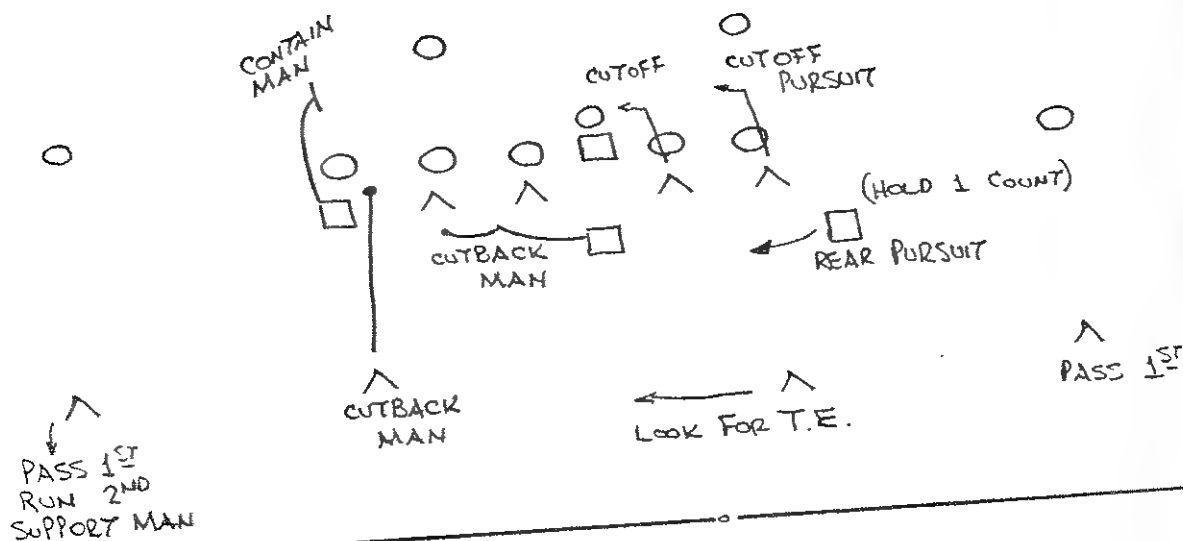 CONTAIN
MAN
CUTOFF
CUTOFF
PURSUIT
(HOLD 1 COUNT)
CUTBACK
MAN
REAR PURSUIT
CUTBACK
MAN
LOOK FOR T.E.
PASS 1ST
PASS 1ST
RUN 2ND
SUPPORT MAN